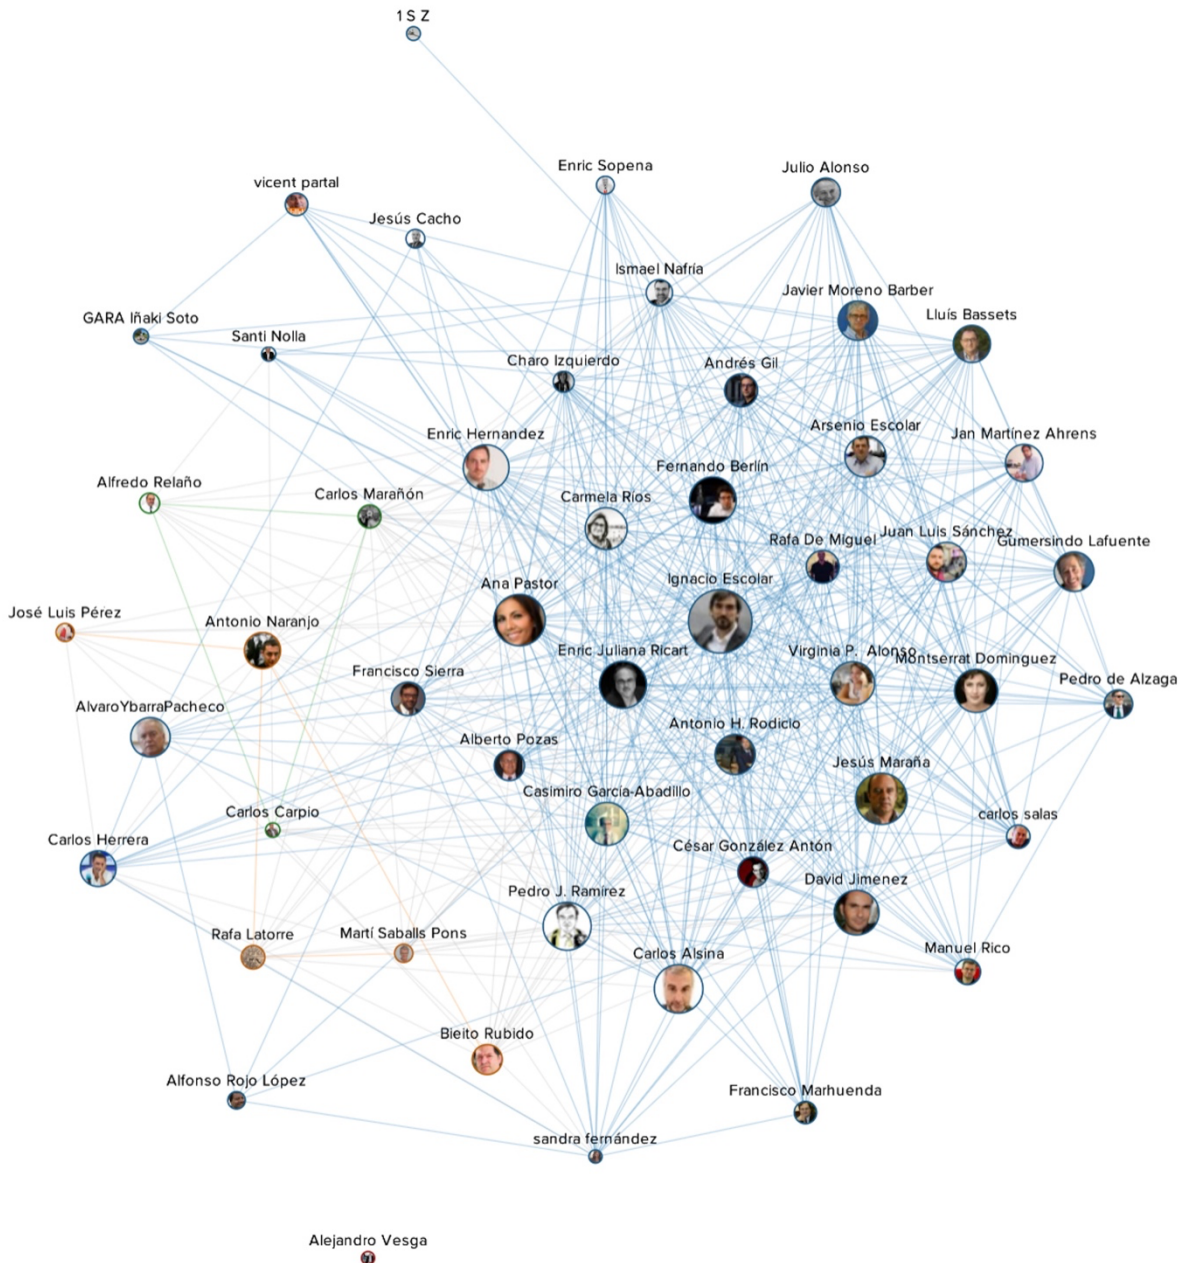 1 S Z
Enric Sopena
Julio Alonso
vicent partal
Jesús Cacho
Ismael Nafría
Javier Moreno Barber
Lluís Bassets
GARA Iñaki Soto
Santi Nolla
Charo Izquierdo
Andrés Gil
Arsenio Escolar
Jan Martínez Ahrens
Enric Hernandez
Fernando Berlín
Alfredo Relaño
Carlos Marañón
Carmela Ríos
Rafa De Miguel
Juan Luis Sánchez
Gumersindo Lafuente
Ana Pastor
Ignacio Escolar
José Luis Pérez
Antonio Naranjo
Enric Juliana Ricart
Virginia P. Alonso
Montserrat Domínguez
Francisco Sierra
Pedro de Alzaga
AlvaroYbarraPacheco
Antonio H. Rodicio
Alberto Pozas
Jesús Maraña
Casimiro García-Abadillo
Carlos Carpio
carlos salas
Carlos Herrera
César González Antón
David Jimenez
Pedro J. Ramírez
Rafa Latorre
Martí Saballs Pons
Carlos Alsina
Manuel Rico
Bieito Rubido
Alfonso Rojo López
Francisco Marhuenda
sandra fernández
Alejandro Vesga